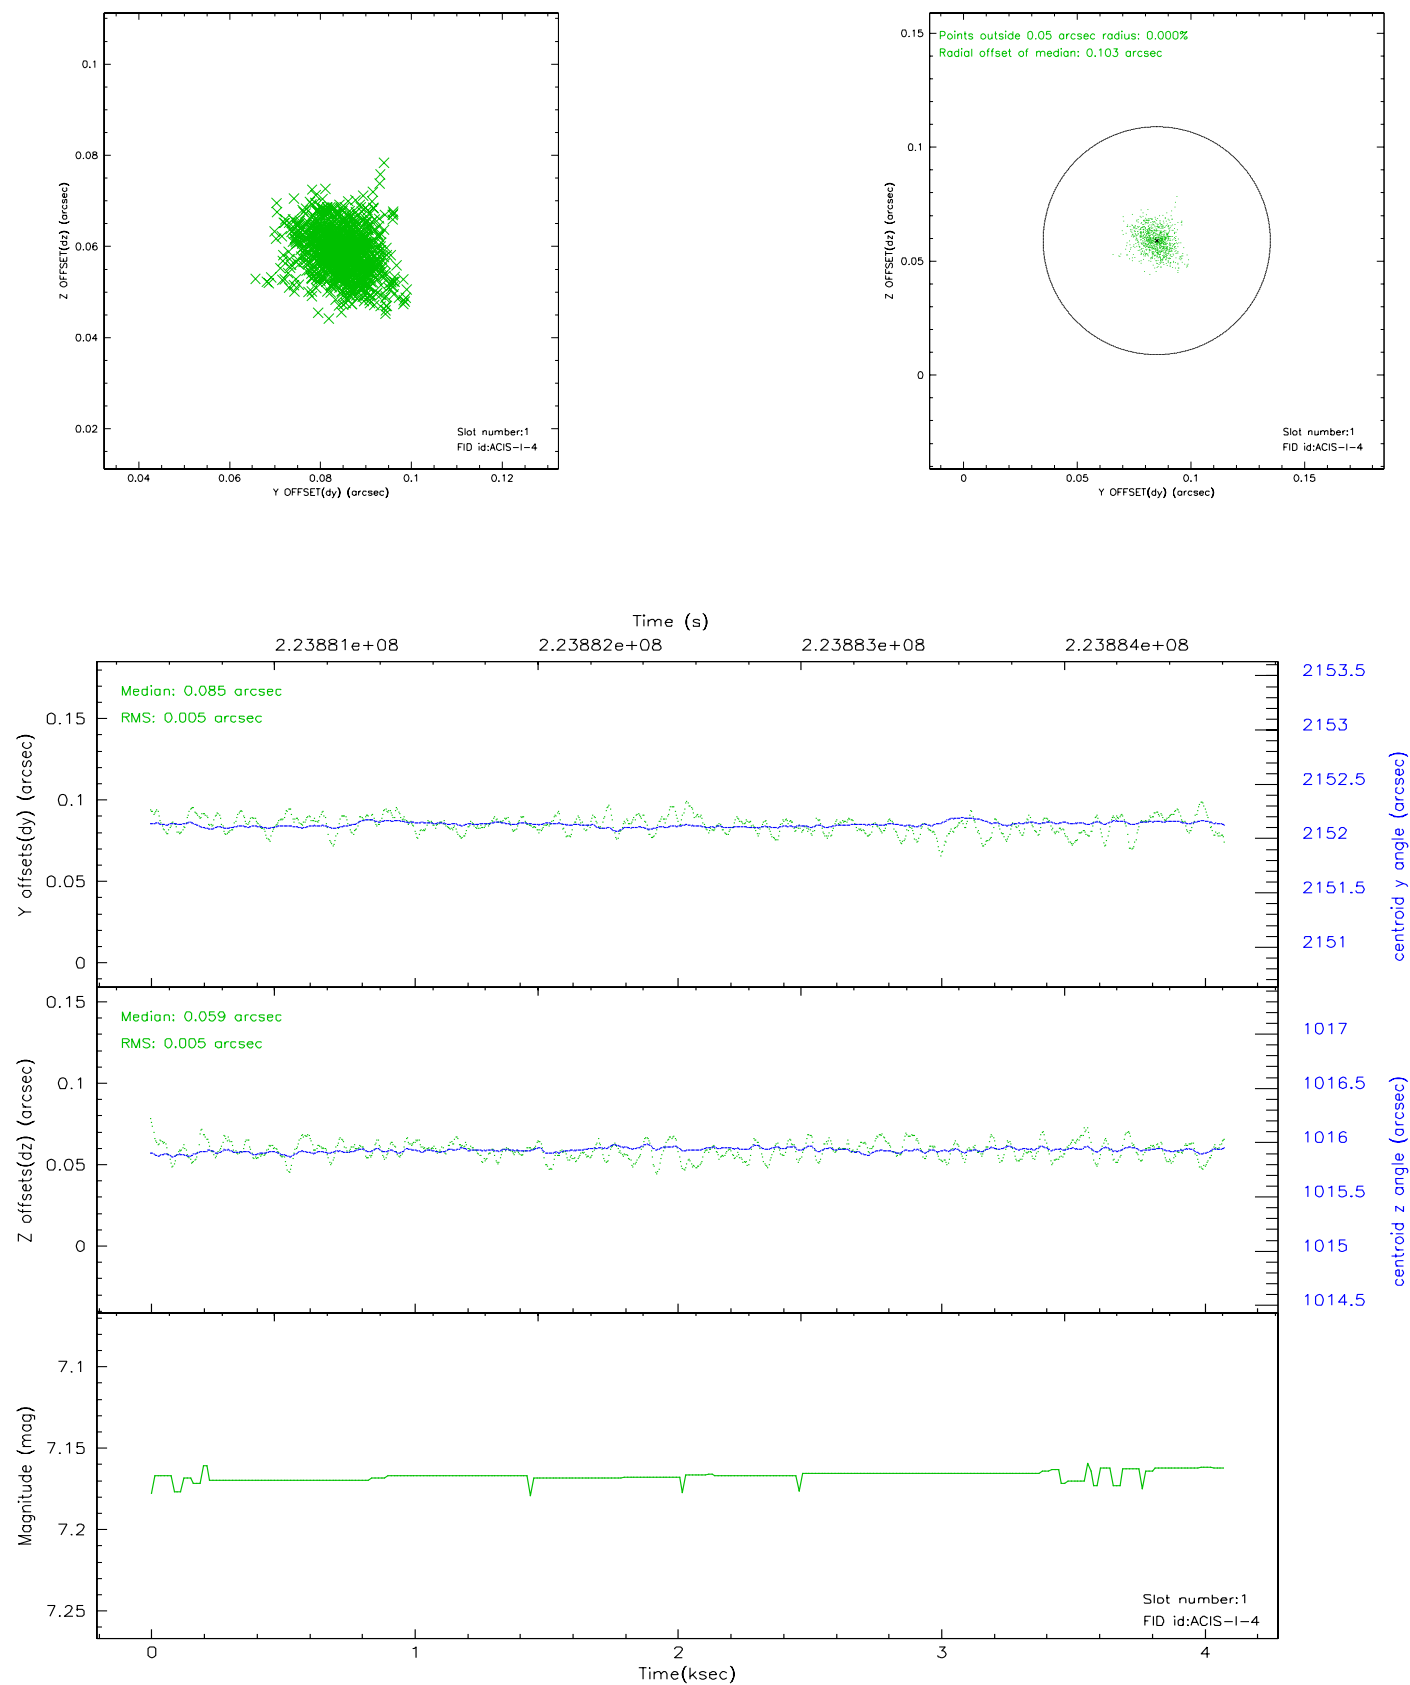 0.1
0.08
0.06
0.04
0.02
Z OFFSET(dz) (arcsec)
Slot number:1
FID id:ACIS-I-4
0.04
0.06
0.08
0.1
0.12
Y OFFSET(dy) (arcsec)
Points outside 0.05 arcsec radius: 0.000%
Radial offset of median: 0.103 arcsec
0.15
0.1
0.05
0
Z OFFSET(dz) (arcsec)
Slot number:1
FID id:ACIS-I-4
0
0.05
0.1
0.15
Y OFFSET(dy) (arcsec)
Time (s)
2.23881e+08
2.23882e+08
2.23883e+08
2.23884e+08
Median: 0.085 arcsec
RMS: 0.005 arcsec
0.15
0.1
0.05
0
Y offsets(dy) (arcsec)
2153.5
2153
2152.5
2152
2151.5
2151
centroid y angle (arcsec)
Median: 0.059 arcsec
RMS: 0.005 arcsec
0.15
0.1
0.05
0
Z offsets(dz) (arcsec)
1017
1016.5
1016
1015.5
1015
1014.5
centroid z angle (arcsec)
7.1
7.15
7.2
7.25
Magnitude (mag)
Slot number:1
FID id:ACIS-I-4
0
1
2
3
4
Time(ksec)